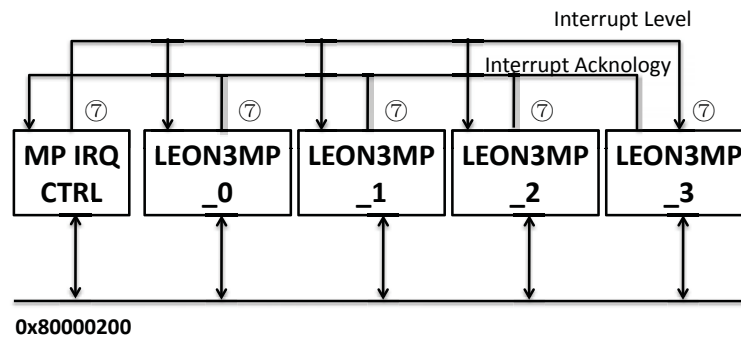 Interrupt Level
Interrupt Acknology
⑦ ⑦ ⑦ ⑦ ⑦
MP IRQ LEON3MP LEON3MP LEON3MP LEON3MP
CTRL _0 _1 _2 _3
0x80000200